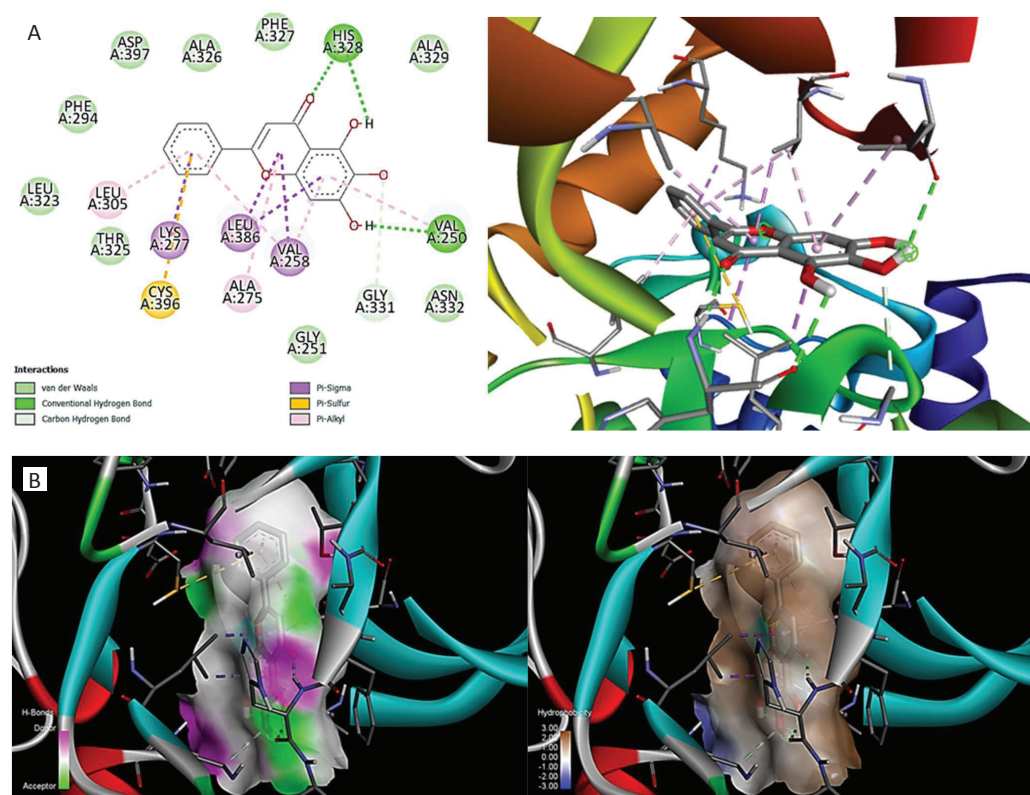 A
PHE
A:327
HIS
A:328
ASP
A:397
ALA
A:326
ALA
A:329
PHE
A:294
O
O
H
LEU
A:323
LEU
A:305
O
O
THR
A:325
LYS
A:277
LEU
A:386
VAL
A:258
H
O
VAL
A:250
CYS
A:396
ALA
A:275
GLY
A:331
ASN
A:332
GLY
A:251
Interactions
van der Waals
Conventional Hydrogen Bond
Carbon Hydrogen Bond
Pi-Sigma
Pi-Sulfur
Pi-Alkyl
B
H-Bonds
Donor
Acceptor
Hydrophobicity
3.00
2.00
1.00
0.00
-1.00
-2.00
-3.00